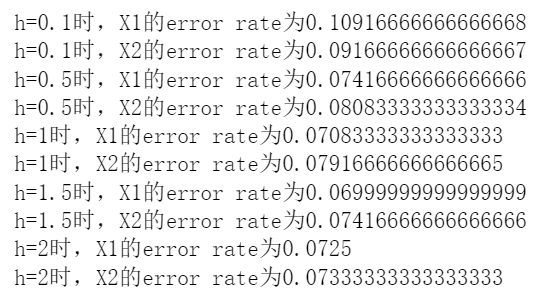 h=0.1时，X1的error rate为0.10916666666666668
h=0.1时，X2的error rate为0.09166666666666667
h=0.5时，X1的error rate为0.07416666666666666
h=0.5时，X2的error rate为0.08083333333333334
h=1时，X1的error rate为0.07083333333333333
h=1时，X2的error rate为0.07916666666666665
h=1.5时，X1的error rate为0.06999999999999999
h=1.5时，X2的error rate为0.07416666666666666
h=2时，X1的error rate为0.0725
h=2时，X2的error rate为0.07333333333333333